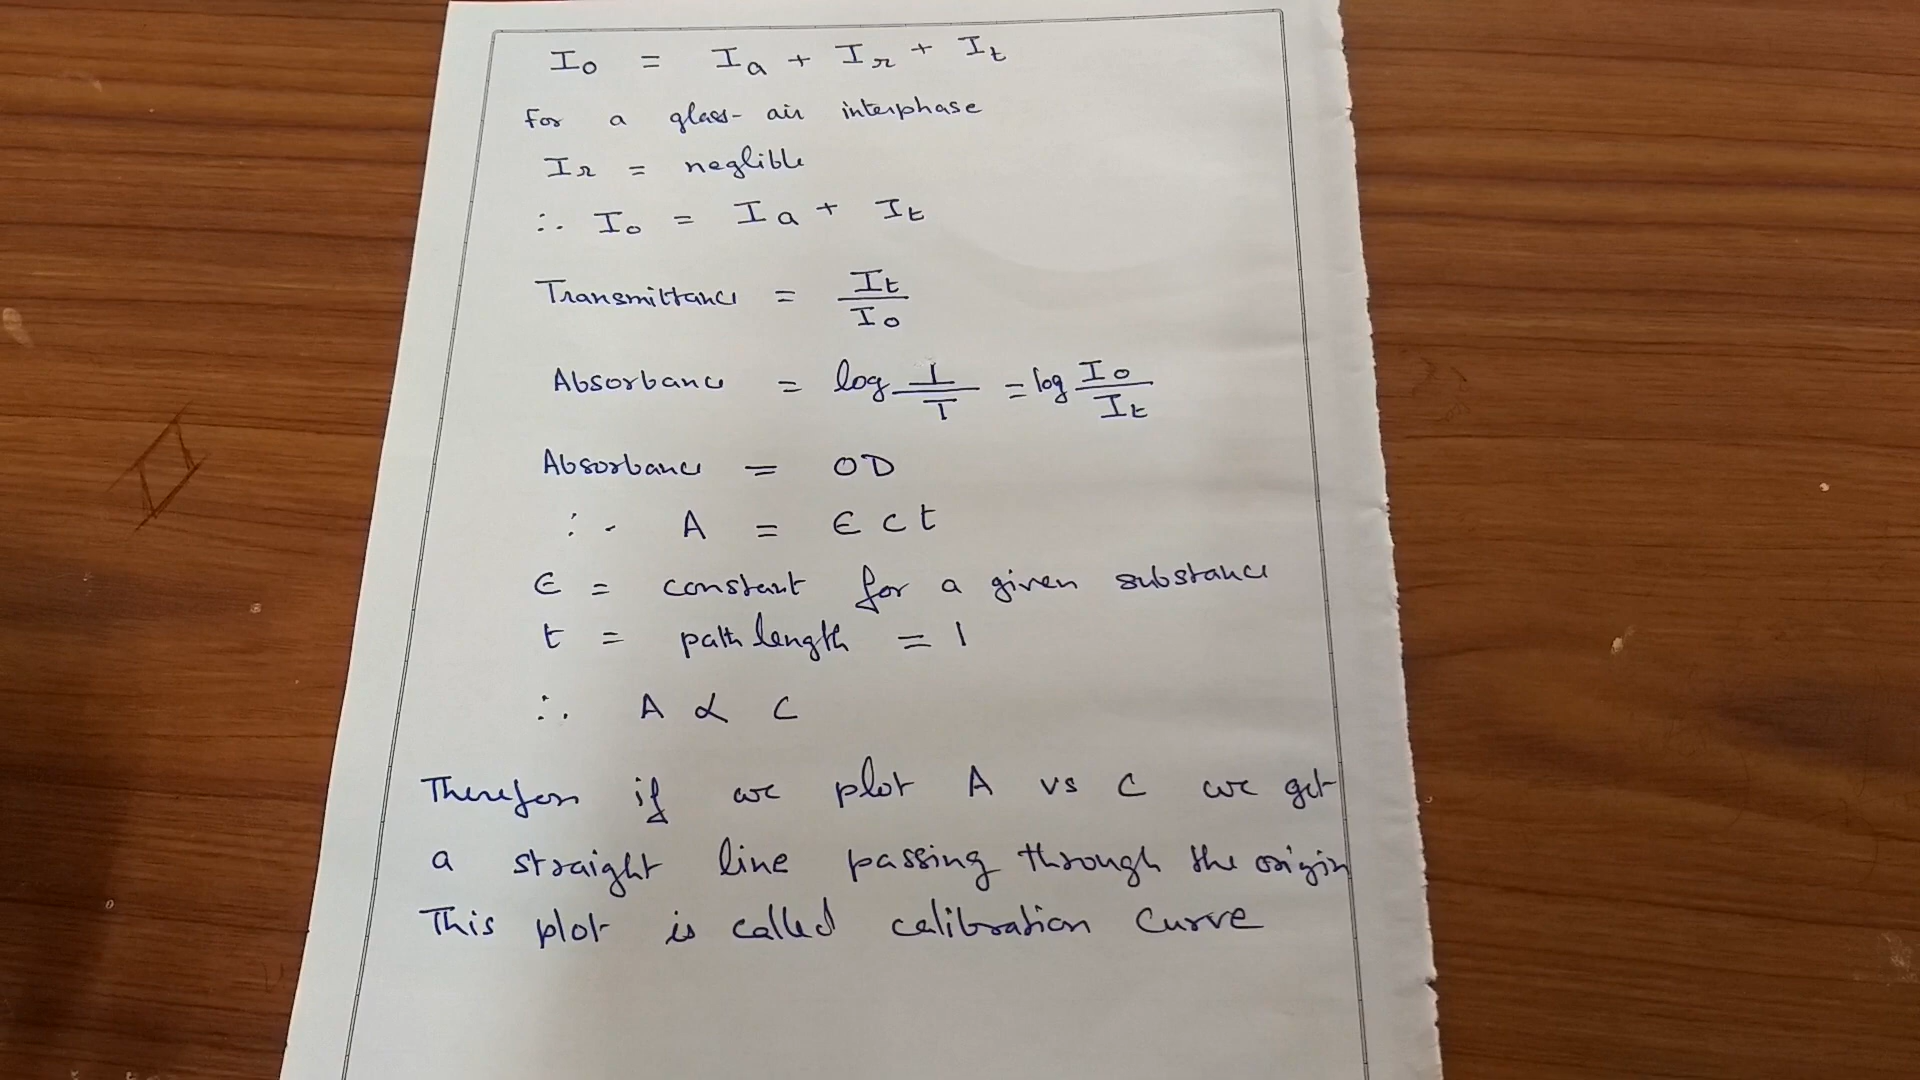 I₀ = Ia + Ir + It
For a glass-air interphase
Ir = neglible
∴ I₀ = Ia + It
Transmittance = It/I₀
Absorbance = log 1/T = log I₀/It
Absorbance = OD
∴ A = ϵ c t
ϵ = constant for a given substance
t = path length = 1
∴ A ∝ C
Therefore if we plot A vs C we get
a straight line passing through the origin
This plot is called calibration curve